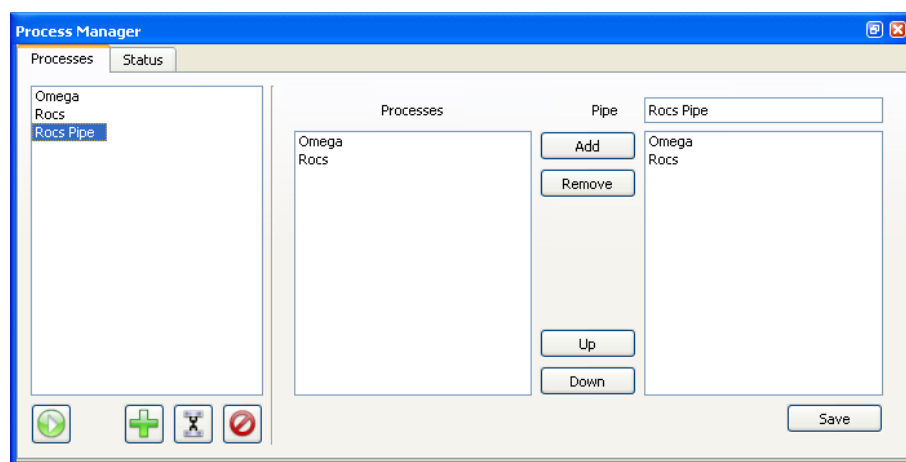 Process Manager
Processes Status
Omega
Rocs
Rocs Pipe
Processes Pipe Rocs Pipe
Omega
Rocs
Add
Remove
Up
Down
Omega
Rocs
Save